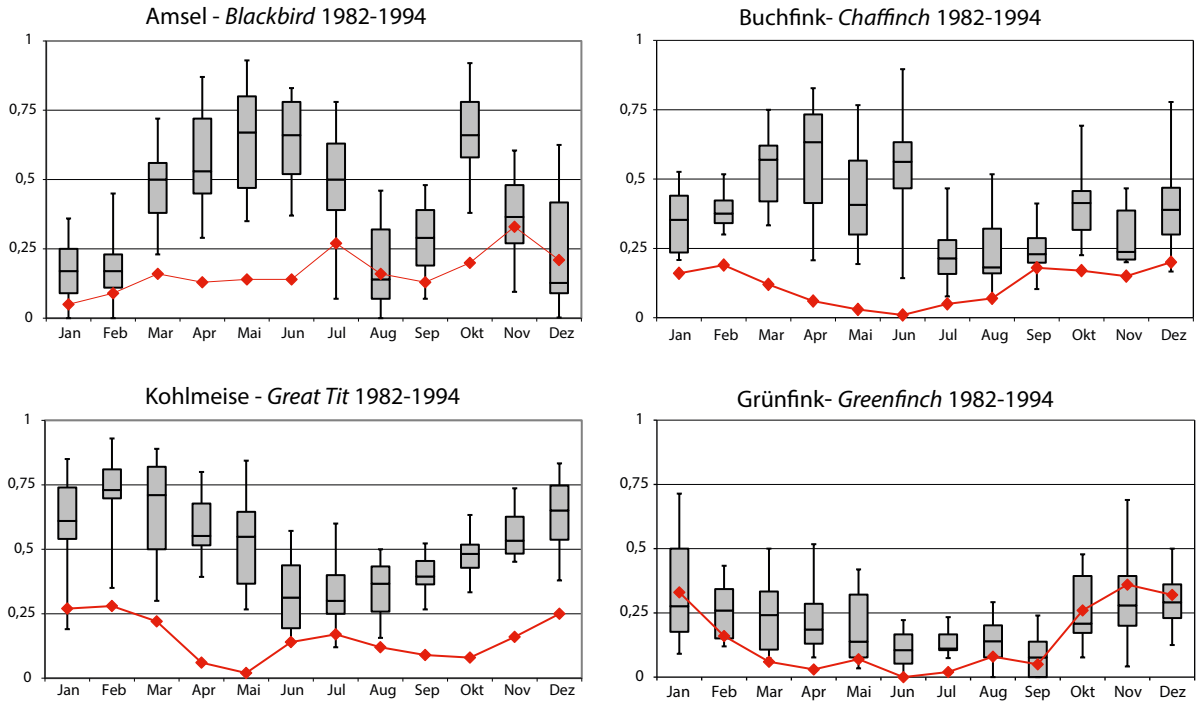 Amsel - Blackbird 1982-1994
1
0,75
0,5
0,25
0
Jan Feb Mar Apr Mai Jun Jul Aug Sep Okt Nov Dez
Buchfink- Chaffinch 1982-1994
1
0,75
0,5
0,25
0
Jan Feb Mar Apr Mai Jun Jul Aug Sep Okt Nov Dez
Kohlmeise - Great Tit 1982-1994
1
0,75
0,5
0,25
0
Jan Feb Mar Apr Mai Jun Jul Aug Sep Okt Nov Dez
Grünfink- Greenfinch 1982-1994
1
0,75
0,5
0,25
0
Jan Feb Mar Apr Mai Jun Jul Aug Sep Okt Nov Dez